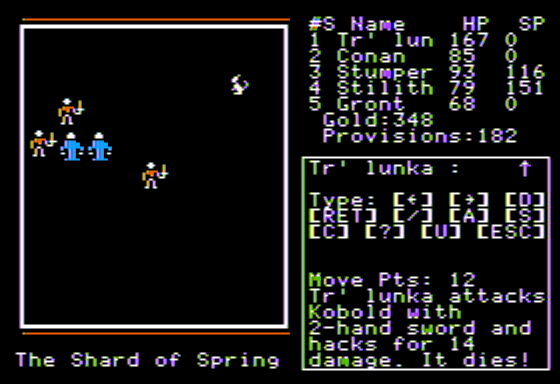 #S Name HP SP
1 Tr' lun 167 0
2 Conan 85 0
3 Stumper 93 116
4 Stilith 79 151
5 Gront 68 0
Gold:348
Provisions:182
Tr' lunka : ↑
Type: [←] [→] [D]
[RET] [/] [A] [S]
[C] [?] [U] [ESC]
Move Pts: 12
Tr' lunka attacks
Kobold with
2-hand sword and
hacks for 14
damage. It dies!
The Shard of Spring